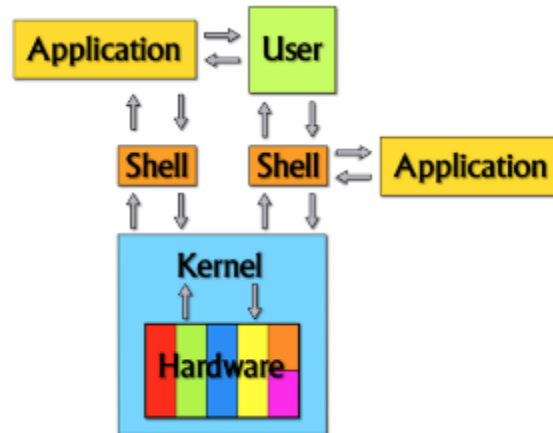 Application
User
Shell
Shell
Application
Kernel
Hardware